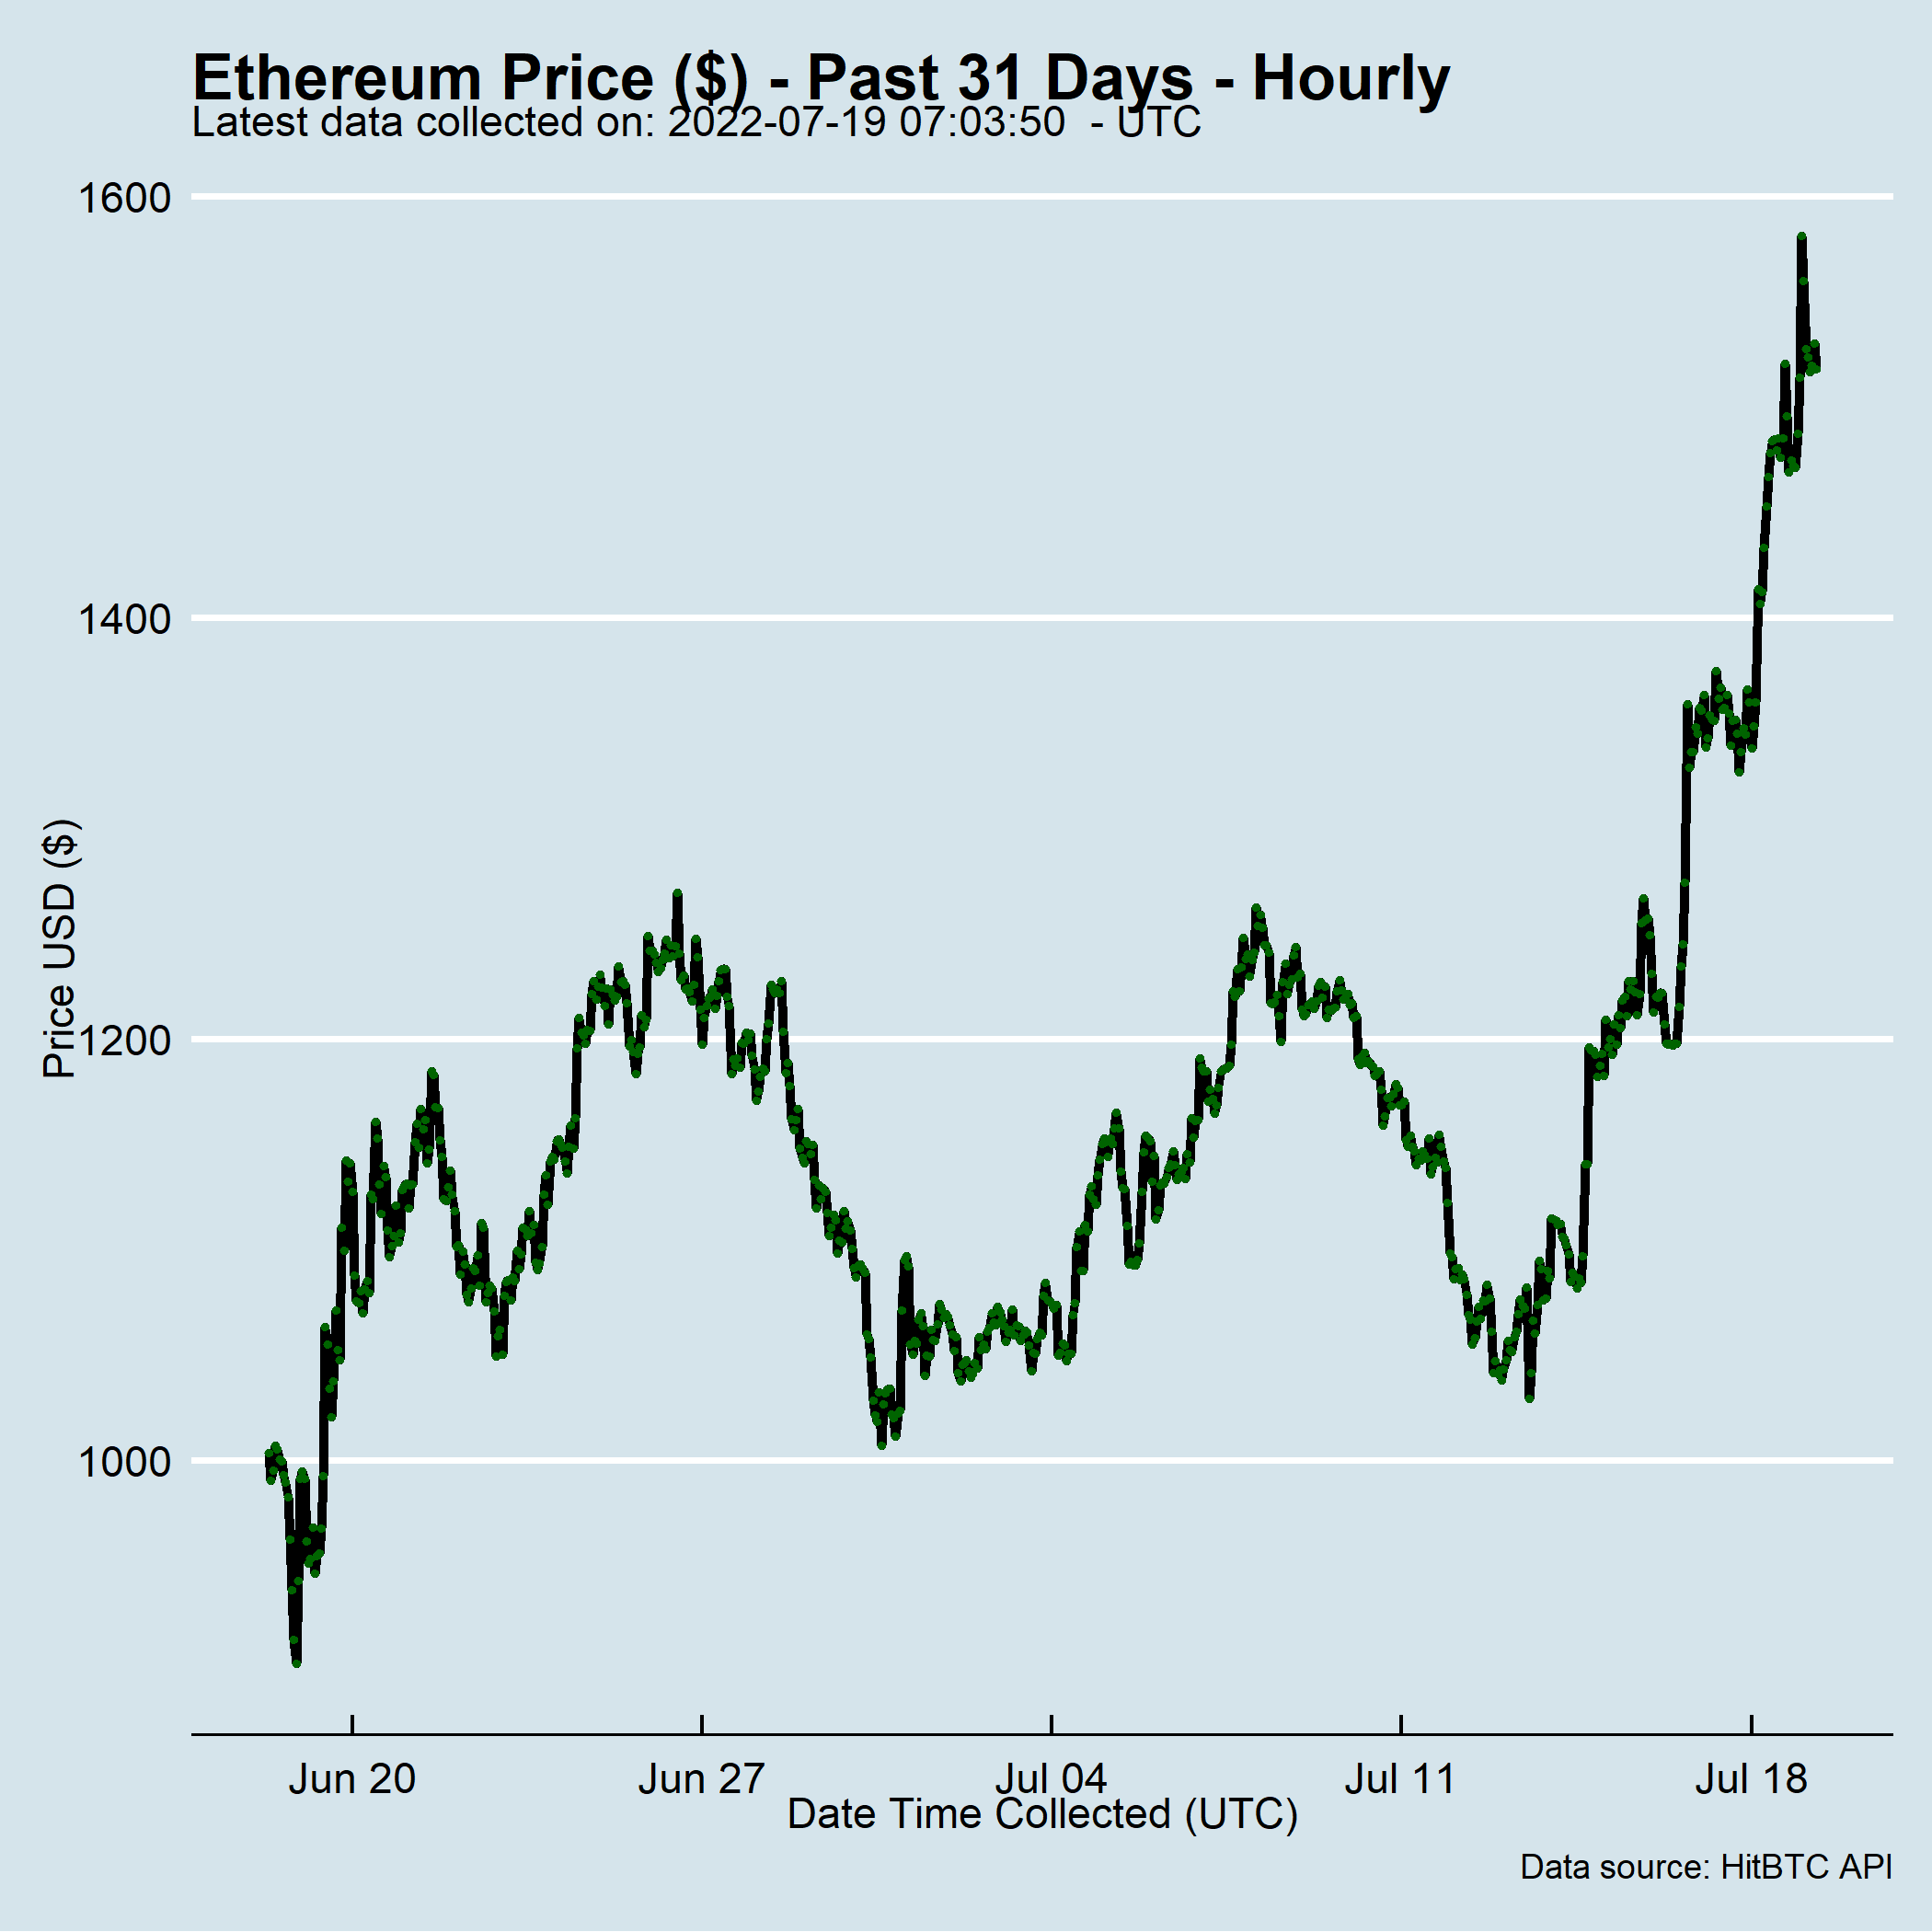 Ethereum Price ($) - Past 31 Days - Hourly
Latest data collected on: 2022-07-19 07:03:50  - UTC
1600
1400
1200
1000
Price USD ($)
Jun 20 Jun 27 Jul 04 Jul 11 Jul 18
Date Time Collected (UTC)
Data source: HitBTC API